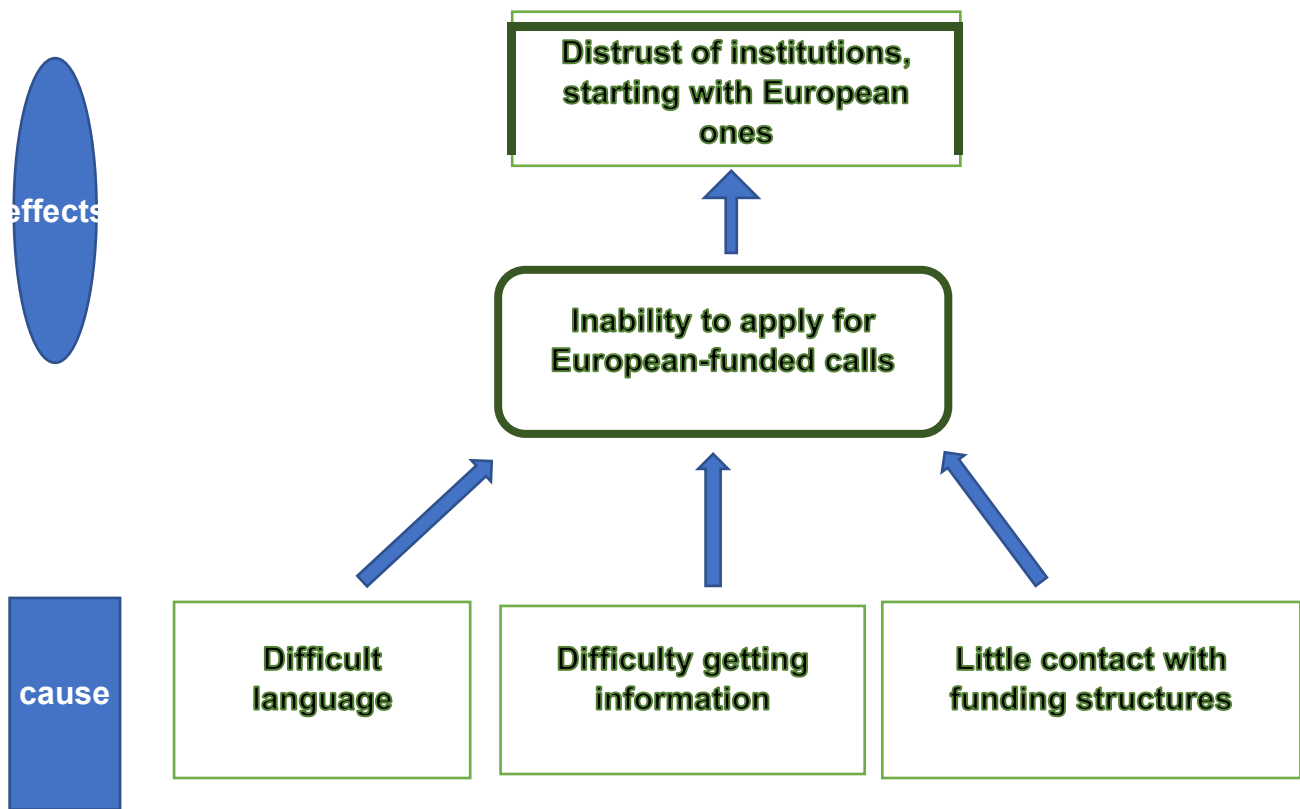 Distrust of institutions,
starting with European
ones
effects
Inability to apply for
European-funded calls
cause
Difficult
language
Difficulty getting
information
Little contact with
funding structures